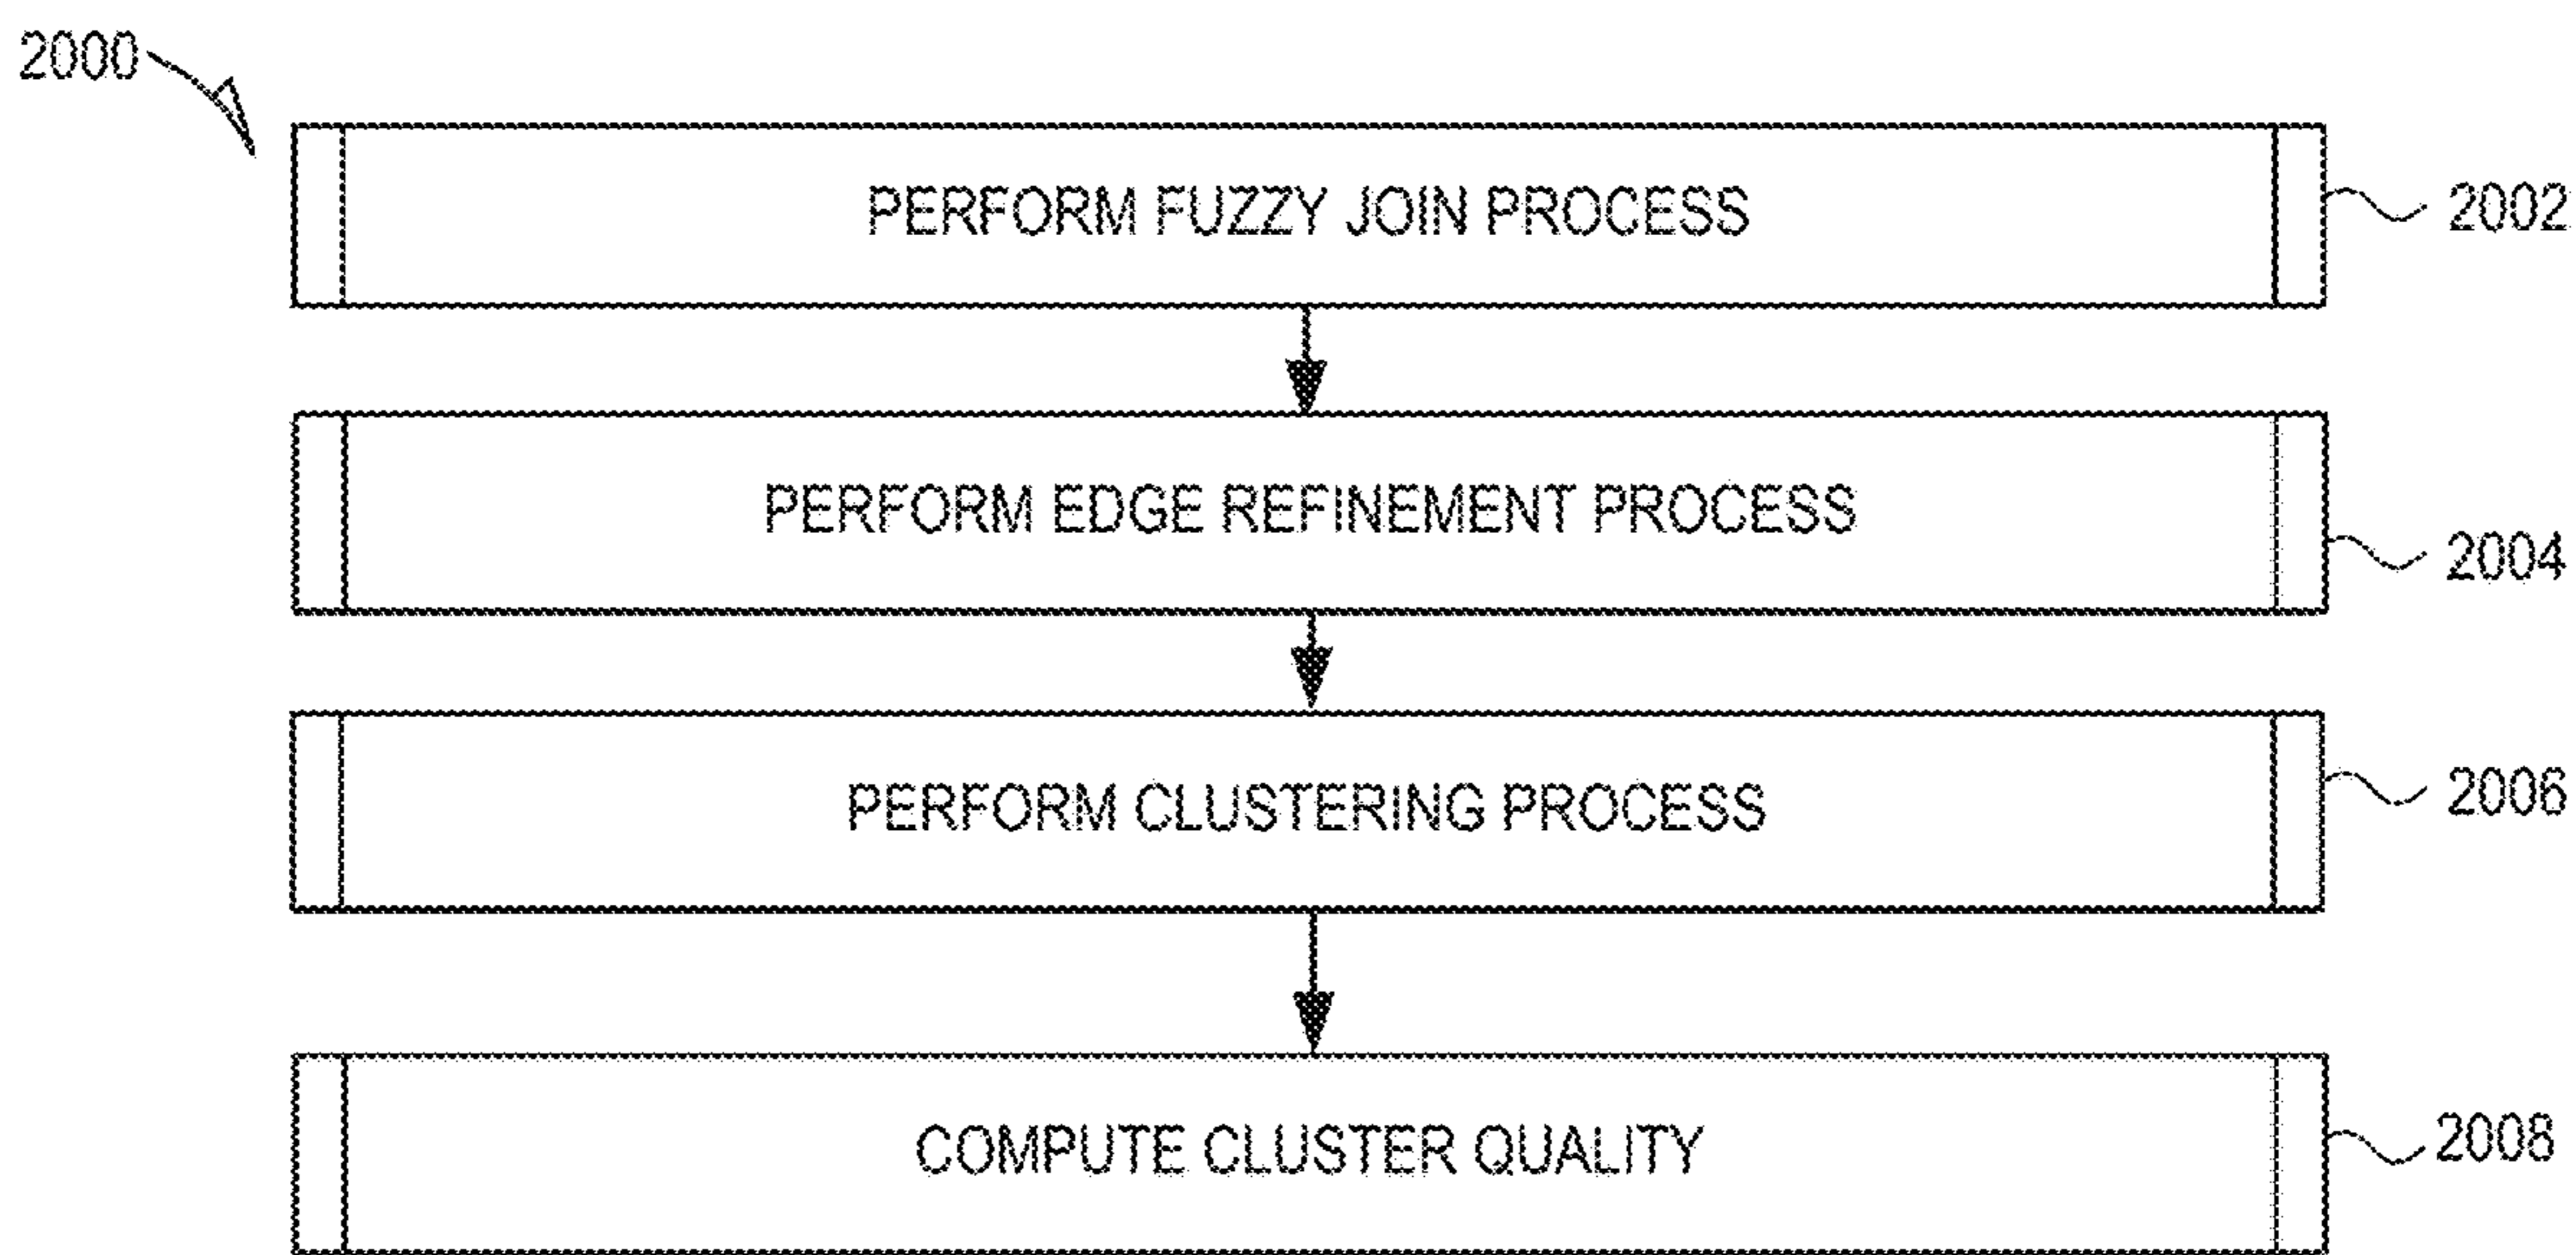 2000
PERFORM FUZZY JOIN PROCESS
2002
PERFORM EDGE REFINEMENT PROCESS
2004
PERFORM CLUSTERING PROCESS
2006
COMPUTE CLUSTER QUALITY
2008